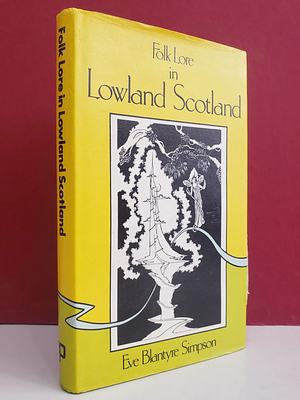 Folk Lore
in
Lowland Scotland
Eve Blantyre Simpson
Folk Lore in Lowland Scotland